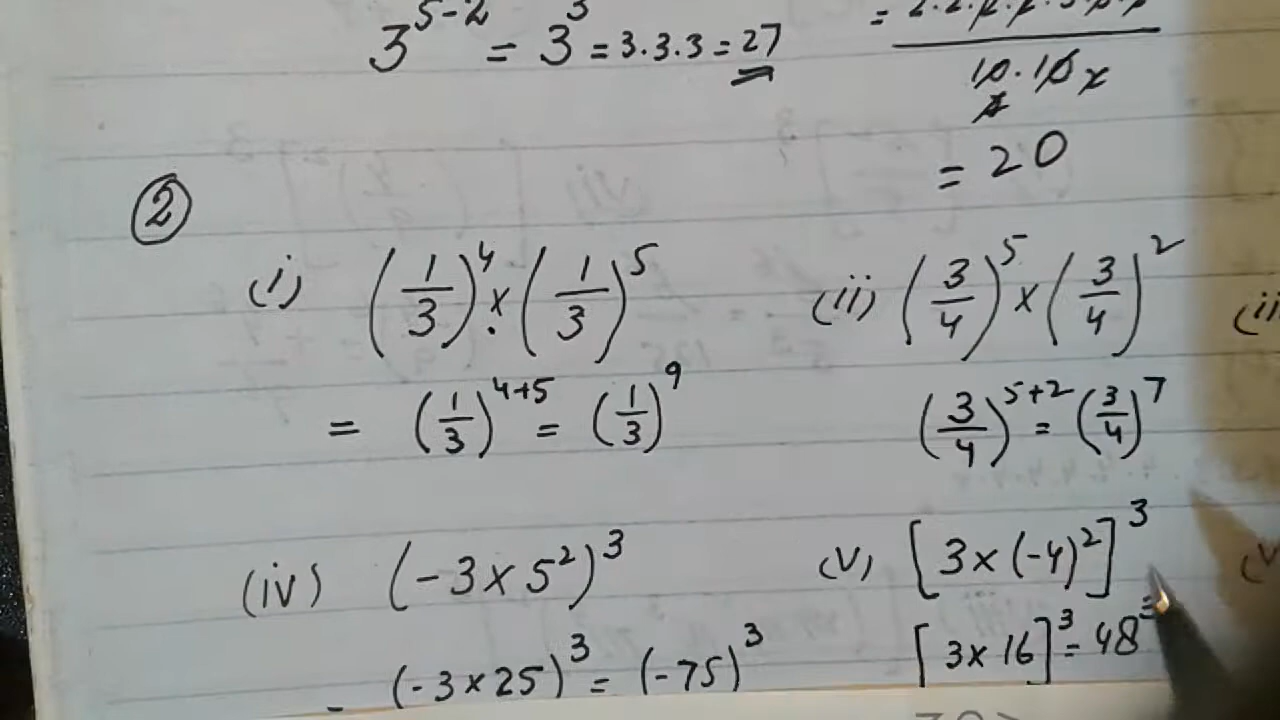 3^{5-2} = 3^3 = 3.3.3 = 27
=
10.10
= 20
2
(i) (1/3)^4 × (1/3)^5
= (1/3)^{4+5} = (1/3)^9
(ii) (3/4)^5 × (3/4)^2
(3/4)^{5+2} = (3/4)^7
(iv) (-3 × 5^2)^3
(-3 × 25)^3 = (-75)^3
(V) [3 × (-4)^2]^3
[3 × 16]^3 = 48